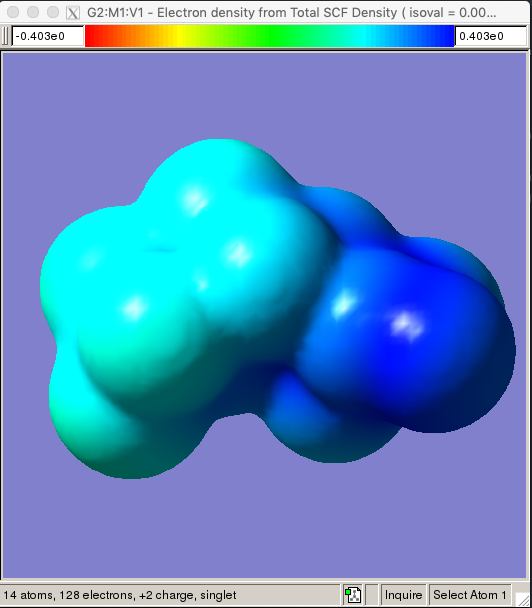 G2:M1:V1 - Electron density from Total SCF Density ( isoval = 0.00...
-0.403e0 0.403e0
14 atoms, 128 electrons, +2 charge, singlet Inquire Select Atom 1